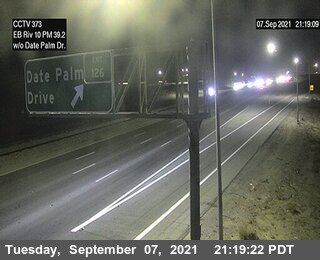 CCTV 373
EB Riv 10 PM 39.2
w/o Date Palm Dr.
07.Sep 2021
21:19:09
EXIT
126
Date Palm
Drive
Tuesday, September 07, 2021 21:19:22 PDT